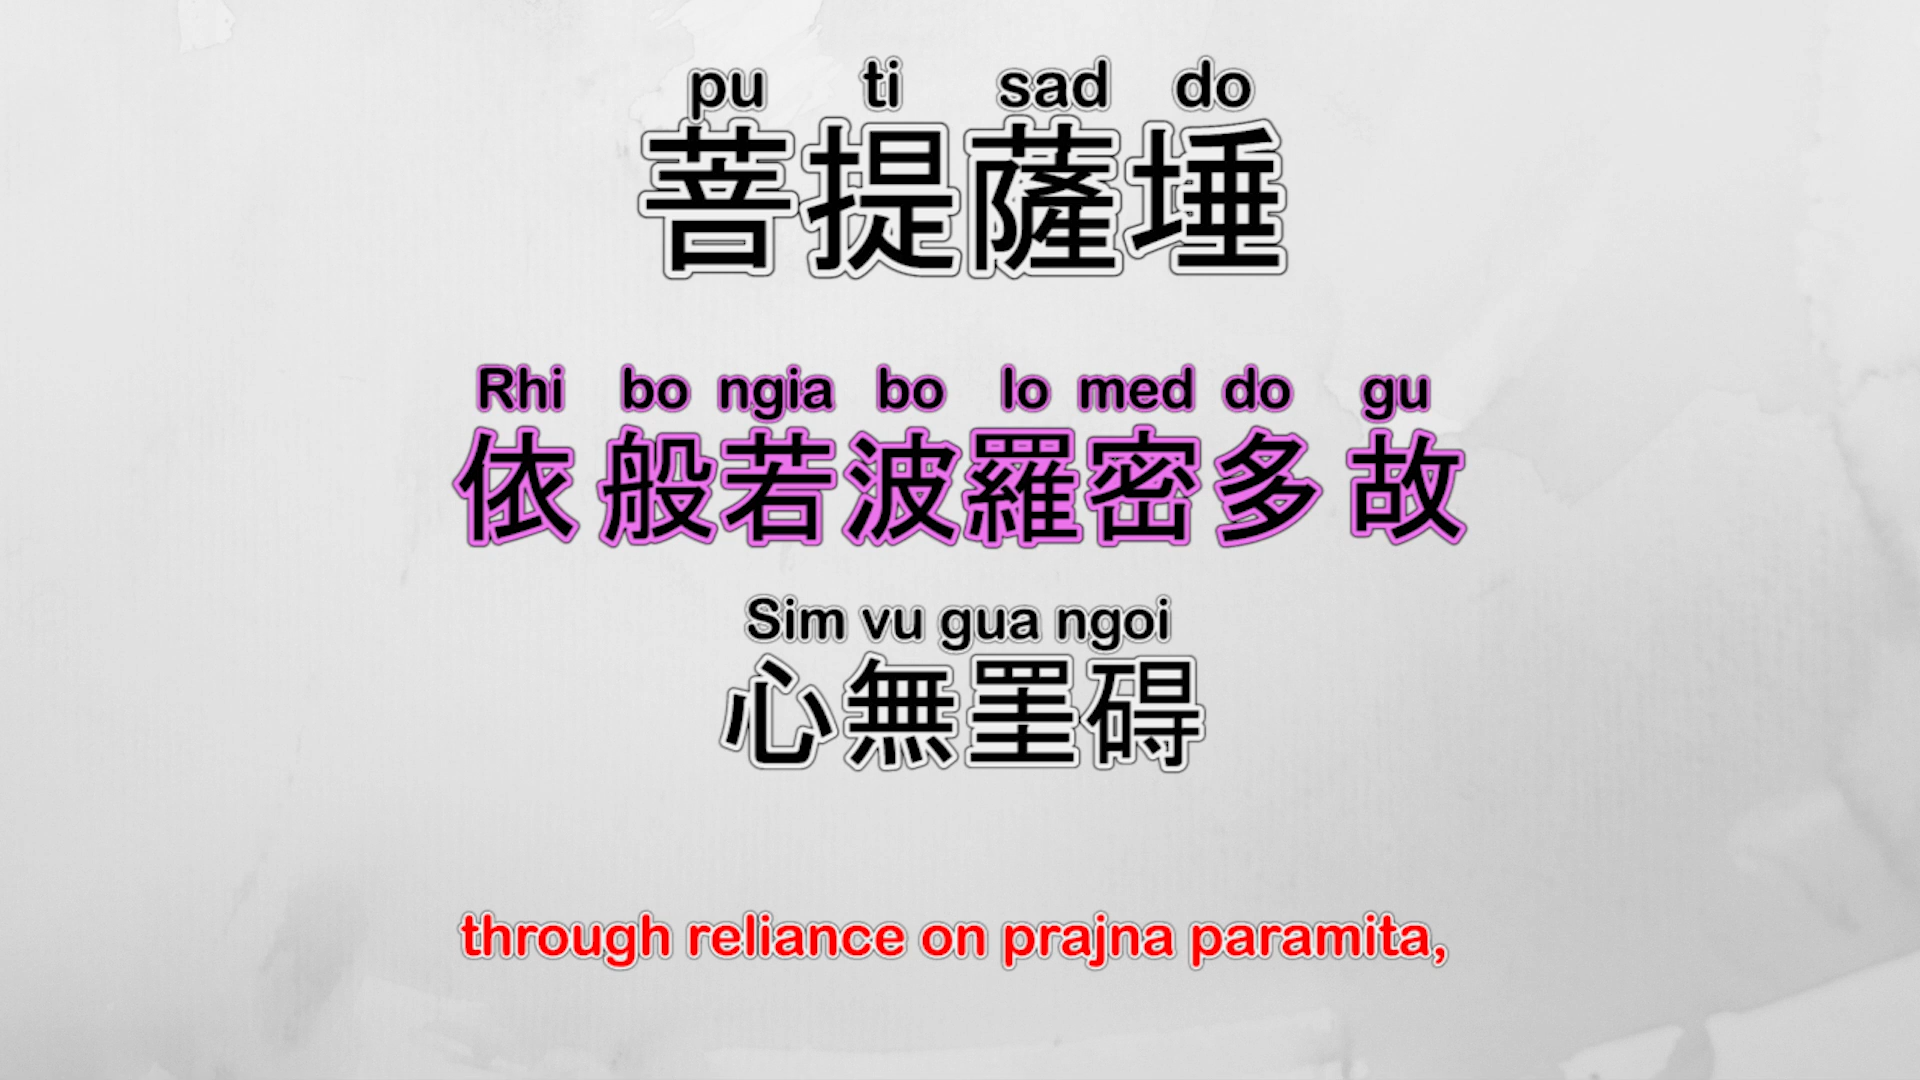 pu ti sad do
菩提薩埵
Rhi bo ngia bo lo med do gu
依般若波羅密多故
Sim vu gua ngoi
心無罣碍
through reliance on prajna paramita,